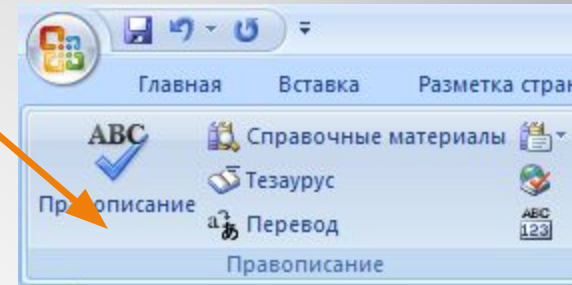 Главная Вставка Разметка стран
ABC Справочные материалы
Тезаурус
Правописание
Перевод ABC 123
Правописание